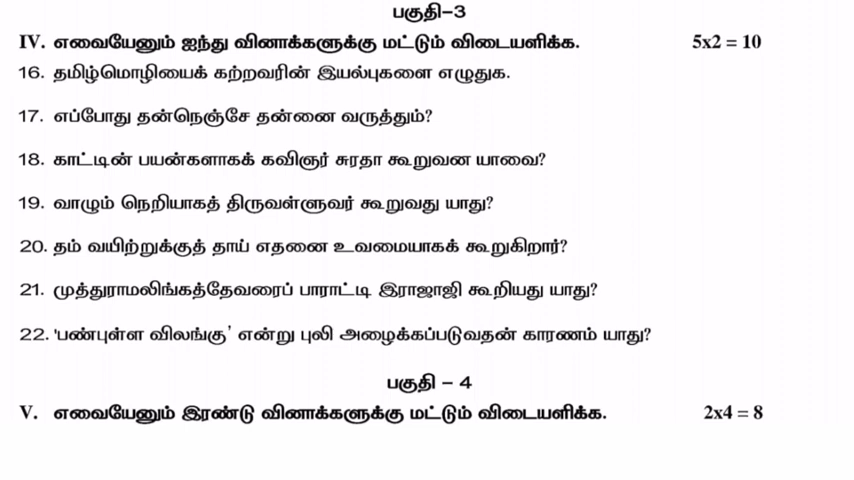 பகுதி-3
IV. எவையேனும் ஐந்து வினாக்களுக்கு மட்டும் விடையளிக்க. 5x2 = 10
16. தமிழ்மொழியைக் கற்றவரின் இயல்புகளை எழுதுக.
17. எப்போது தன்நெஞ்சே தன்னை வருத்தும்?
18. காட்டின் பயன்களாகக் கவிஞர் சுரதா கூறுவன யாவை?
19. வாழும் நெறியாகத் திருவள்ளுவர் கூறுவது யாது?
20. தம் வயிற்றுக்குத் தாய் எதனை உவமையாகக் கூறுகிறார்?
21. முத்துராமலிங்கத்தேவரைப் பாராட்டி இராஜாஜி கூறியது யாது?
22. 'பண்புள்ள விலங்கு' என்று புலி அழைக்கப்படுவதன் காரணம் யாது?
பகுதி – 4
V. எவையேனும் இரண்டு வினாக்களுக்கு மட்டும் விடையளிக்க. 2x4 = 8